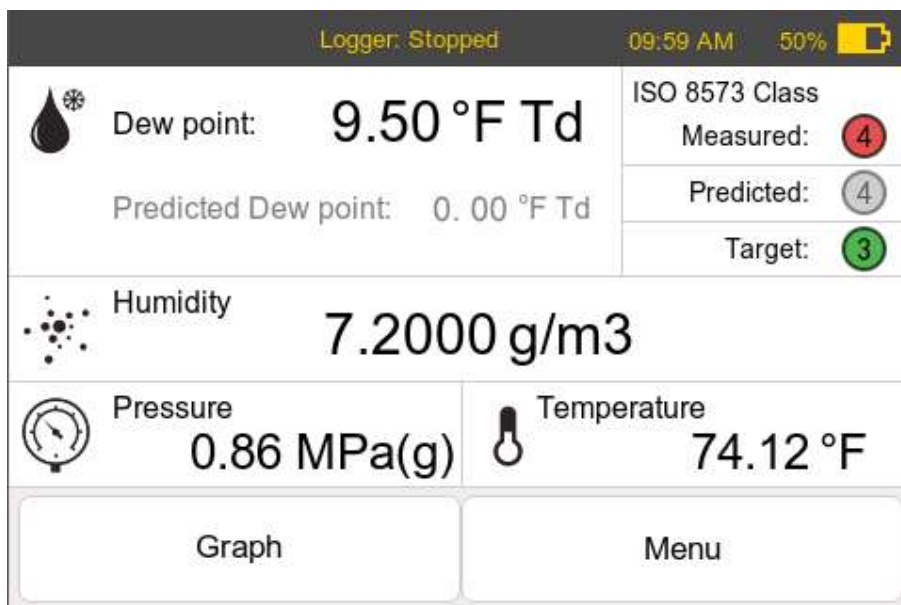 Logger: Stopped 09:59 AM 50%
Dew point: 9.50 °F Td
Predicted Dew point: 0. 00 °F Td
ISO 8573 Class
Measured: 4
Predicted: 4
Target: 3
Humidity
7.2000 g/m3
Pressure
0.86 MPa(g)
Temperature
74.12 °F
Graph
Menu